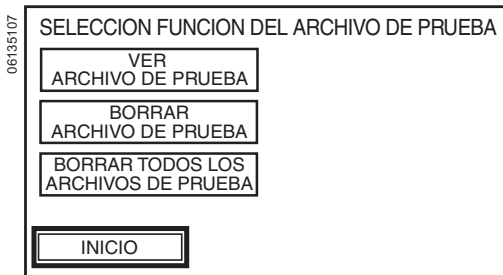 06135107
SELECCION FUNCION DEL ARCHIVO DE PRUEBA
VER
ARCHIVO DE PRUEBA
BORRAR
ARCHIVO DE PRUEBA
BORRAR TODOS LOS
ARCHIVOS DE PRUEBA
INICIO